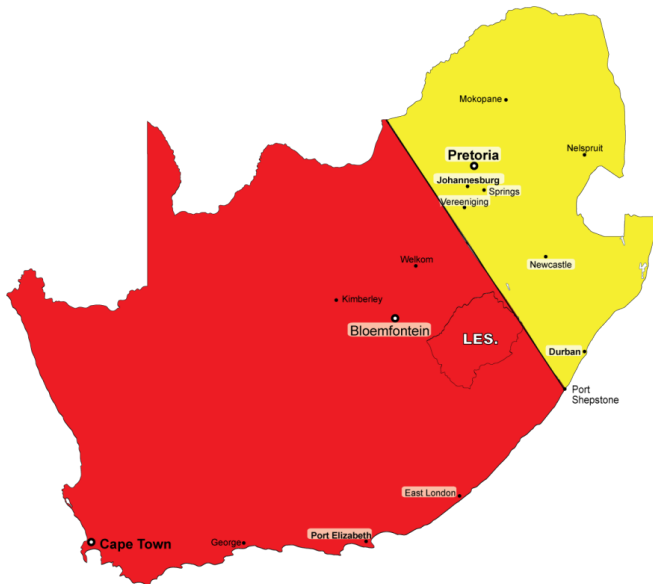 Mokopane
Nelspruit
Pretoria
Johannesburg
Springs
Vereeniging
Welkom
Newcastle
Kimberley
Bloemfontein
LES.
Durban
Port
Shepstone
East London
Port Elizabeth
Cape Town
George